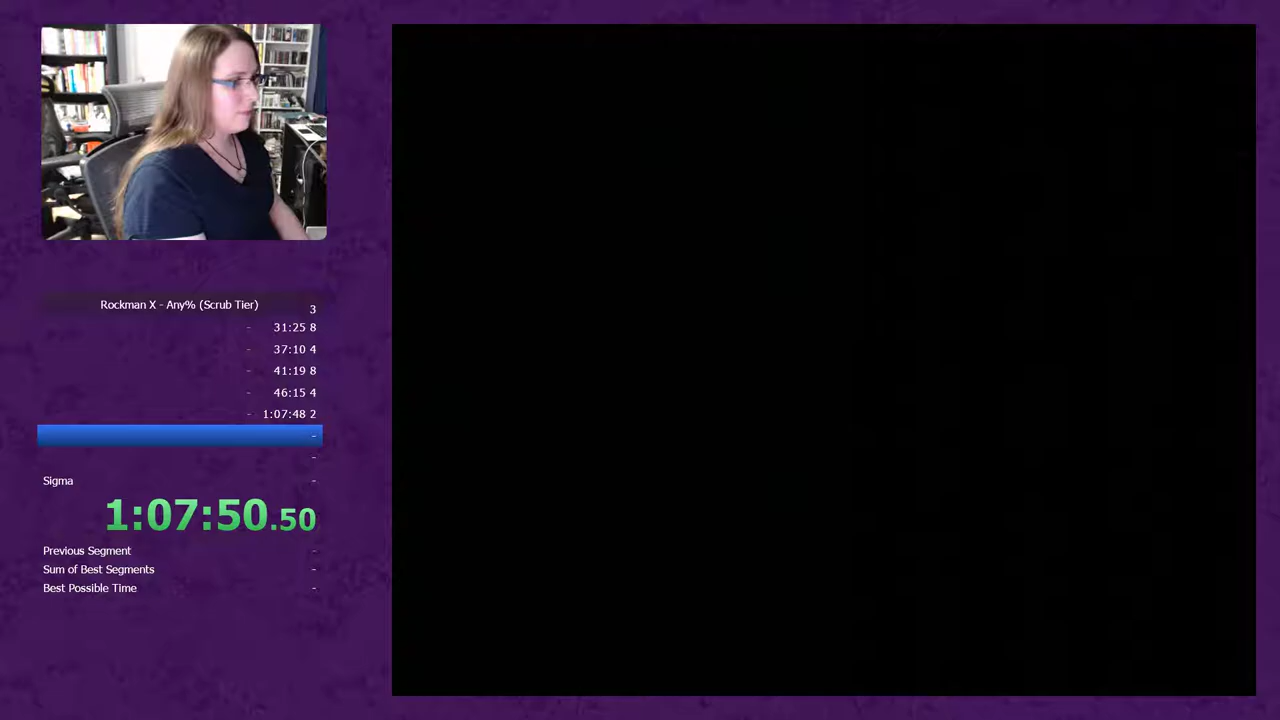 Rockman X - Any% (Scrub Tier)
3
- 31:25 8
- 37:10 4
- 41:19 8
- 46:15 4
- 1:07:48 2
-
-
Sigma -
1:07:50.50
Previous Segment -
Sum of Best Segments -
Best Possible Time -